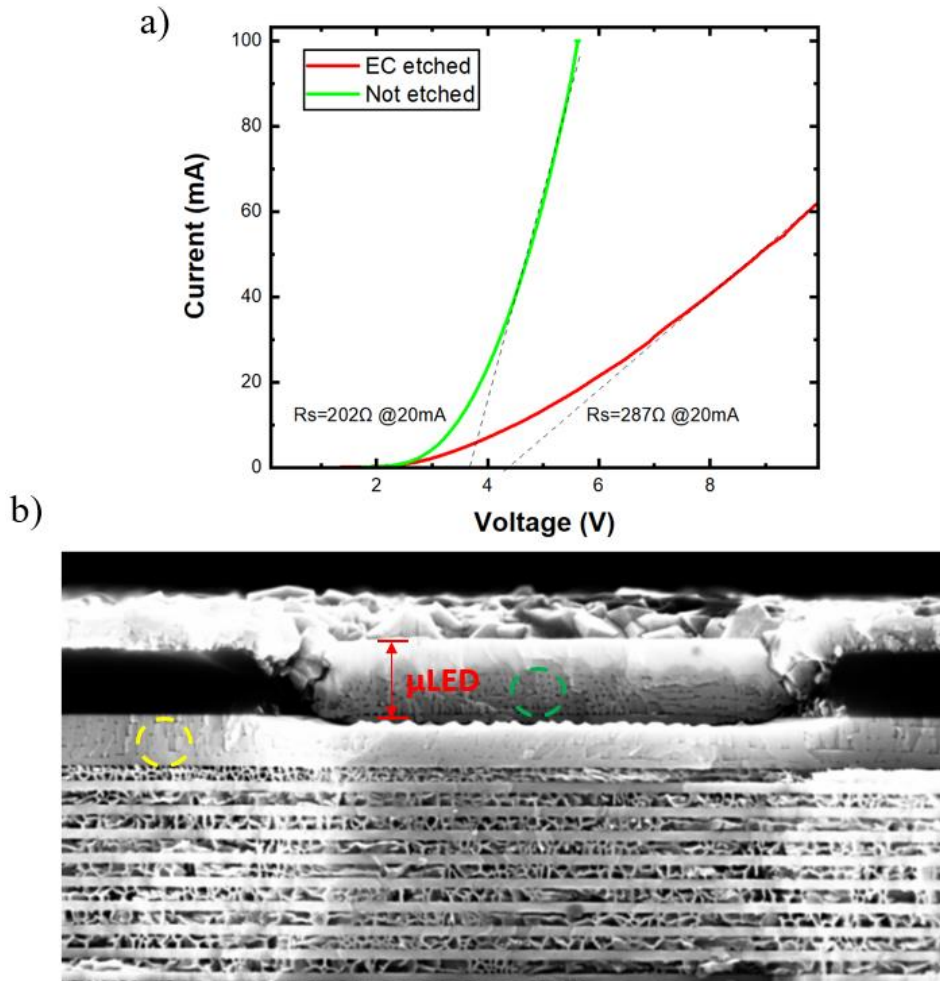 a)
100
80
60
40
20
0
Current (mA)
EC etched
Not etched
Rs=202Ω @20mA
Rs=287Ω @20mA
2 4 6 8
Voltage (V)
b)
μLED